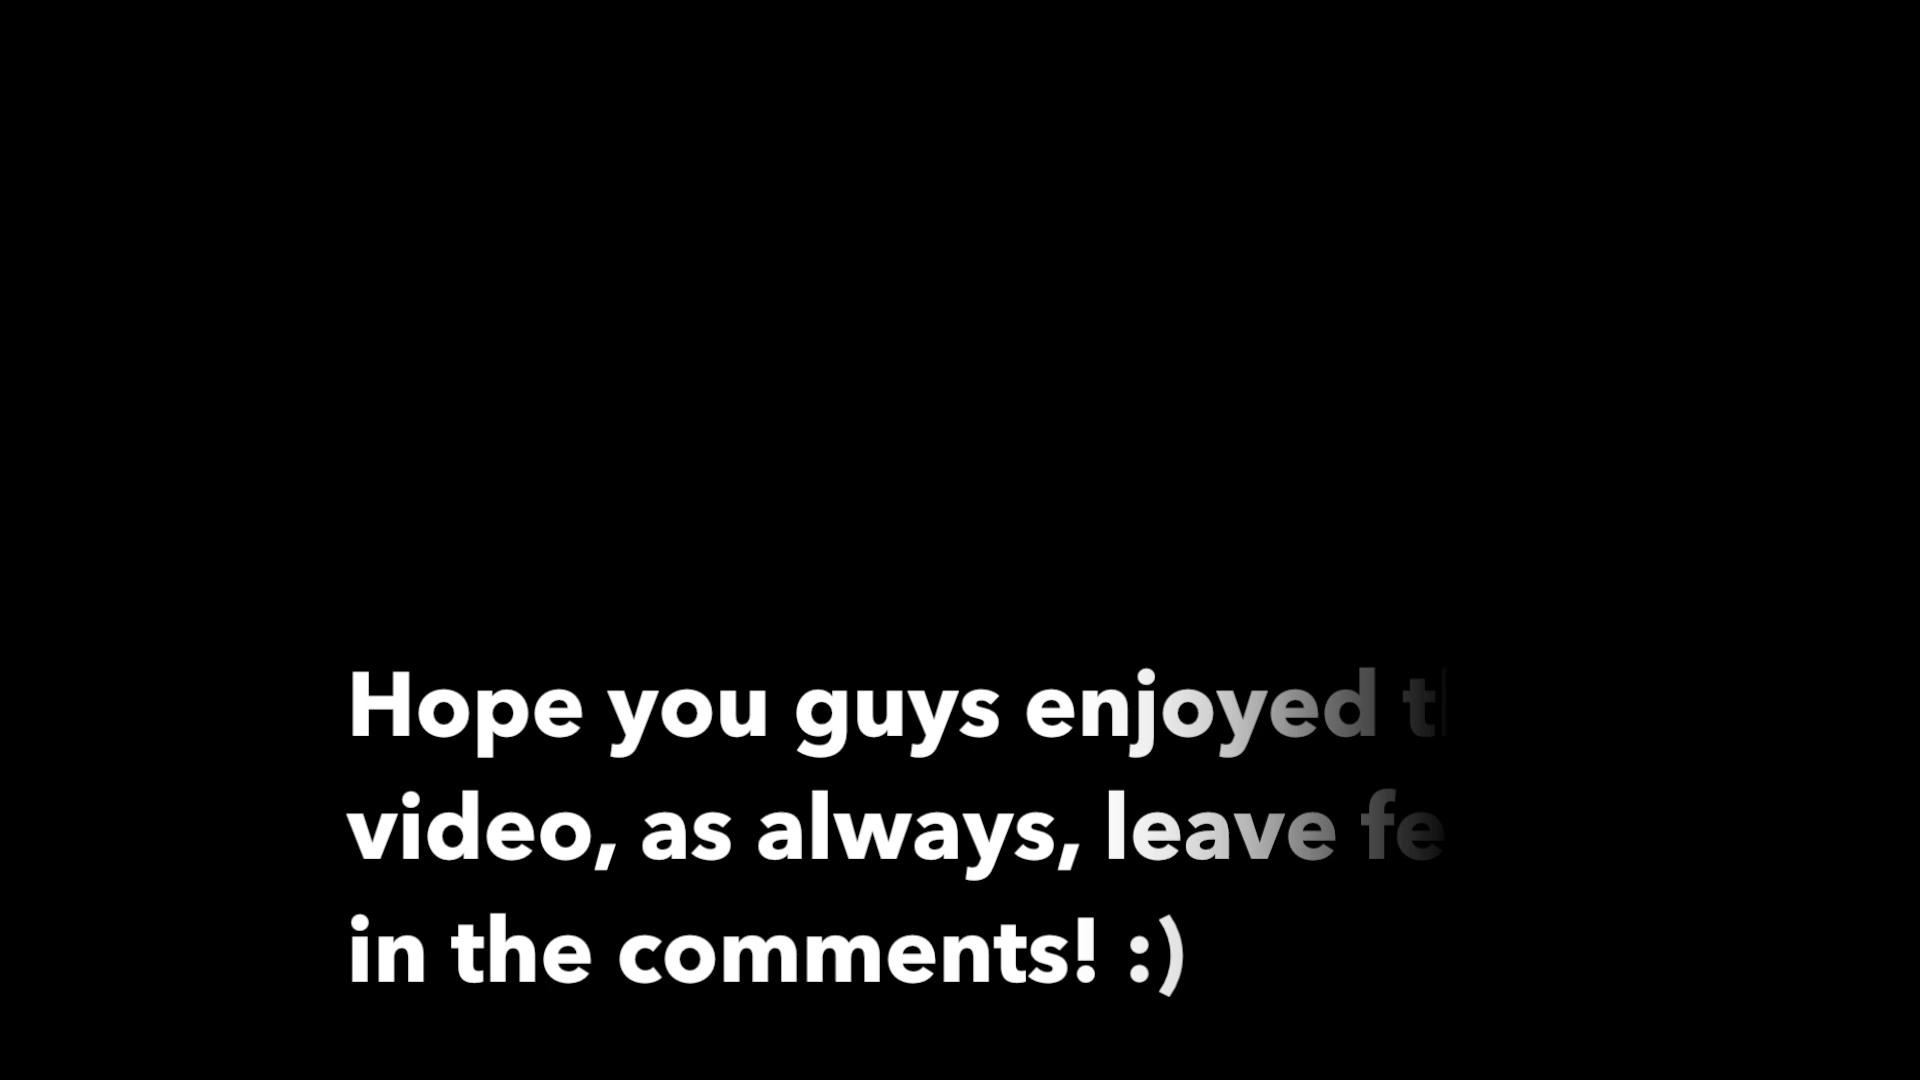 Hope you guys enjoyed
video, as always, leave
in the comments! :)